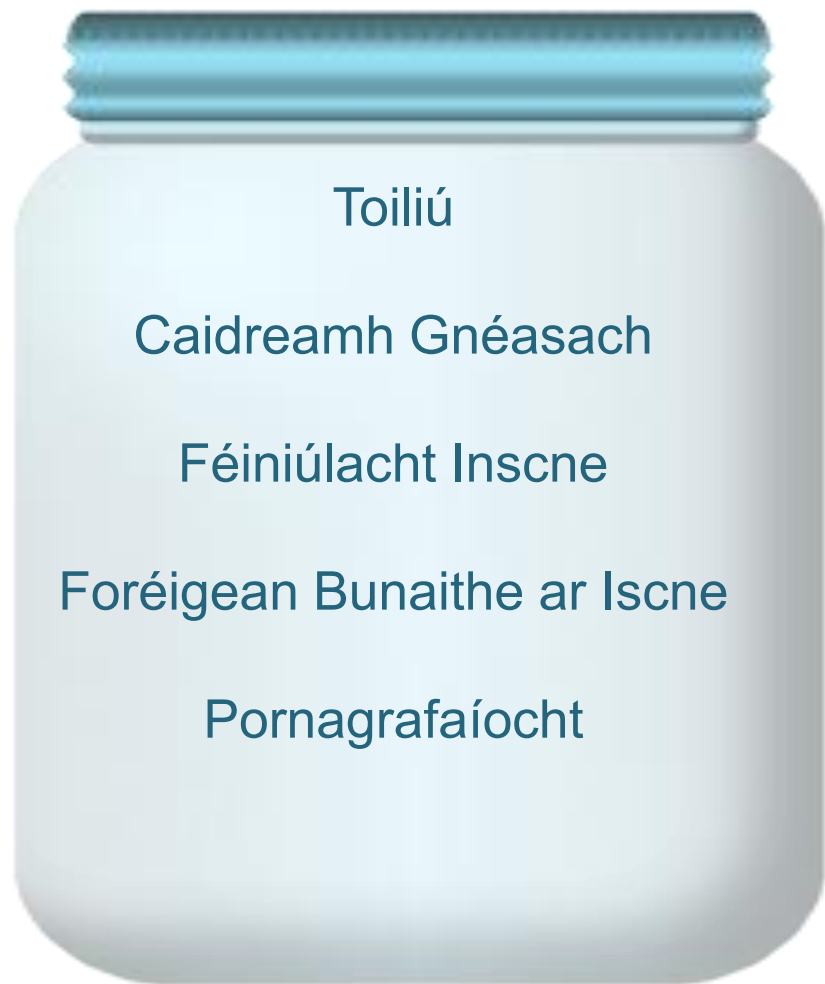 Toiliú
Caidreamh Gnéasach
Féiniúlacht Inscne
Foréigean Bunaithe ar Iscne
Pornagrafaíocht